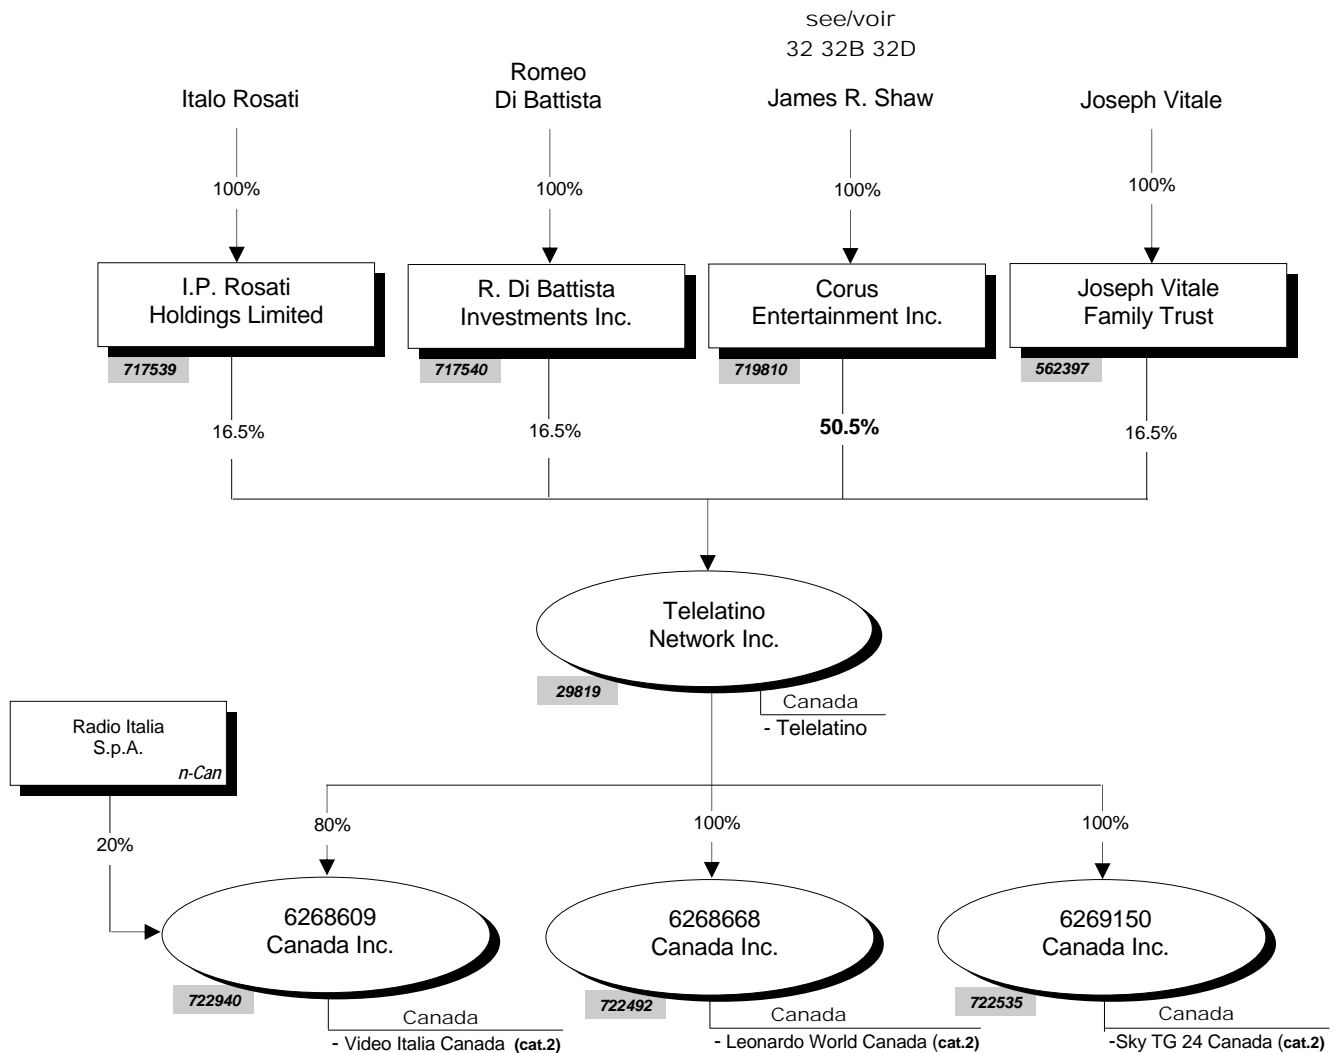 see/voir
32 32B 32D
Italo Rosati
Romeo
Di Battista
James R. Shaw
Joseph Vitale
100%
100%
100%
100%
I.P. Rosati
Holdings Limited
R. Di Battista
Investments Inc.
Corus
Entertainment Inc.
Joseph Vitale
Family Trust
717539
717540
719810
562397
16.5%
16.5%
50.5%
16.5%
Telelatino
Network Inc.
29819
Canada
- Telelatino
Radio Italia
S.p.A.
n-Can
20%
80%
100%
100%
6268609
Canada Inc.
6268668
Canada Inc.
6269150
Canada Inc.
722940
722492
722535
Canada
- Video Italia Canada (cat.2)
Canada
- Leonardo World Canada (cat.2)
Canada
-Sky TG 24 Canada (cat.2)